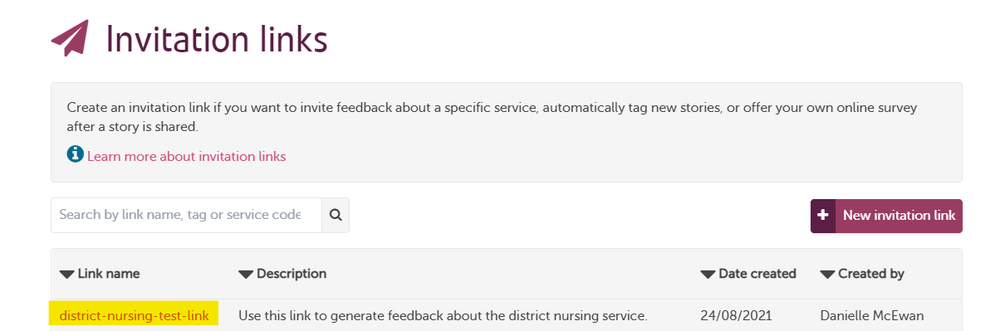 Invitation links
Create an invitation link if you want to invite feedback about a specific service, automatically tag new stories, or offer your own online survey
after a story is shared.
Learn more about invitation links
Search by link name, tag or service code
New invitation link
Link name Description Date created Created by
district-nursing-test-link Use this link to generate feedback about the district nursing service. 24/08/2021 Danielle McEwan